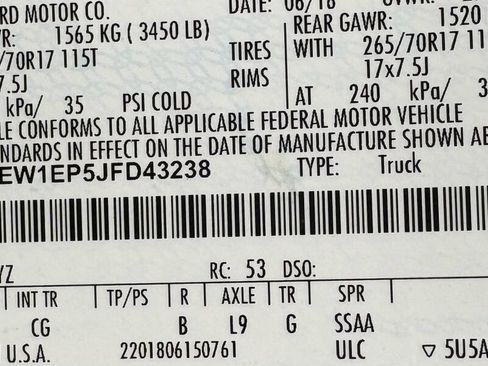 RD MOTOR CO. DATE: 06/18 GVWR:
R: 1565 KG ( 3450 LB) REAR GAWR: 1520
/70R17 115T TIRES WITH 265/70R17 11
7.5J RIMS 17x7.5J
kPa/ 35 PSI COLD AT 240 kPa/ 3
LE CONFORMS TO ALL APPLICABLE FEDERAL MOTOR VEHICLE
NDARDS IN EFFECT ON THE DATE OF MANUFACTURE SHOWN AB
EW1EP5JFD43238 TYPE: Truck
YZ RC: 53 DSO:
INT TR TP/PS R AXLE TR SPR
CG B L9 G SSAA
U.S.A. 2201806150761 ULC ▽ 5U5A